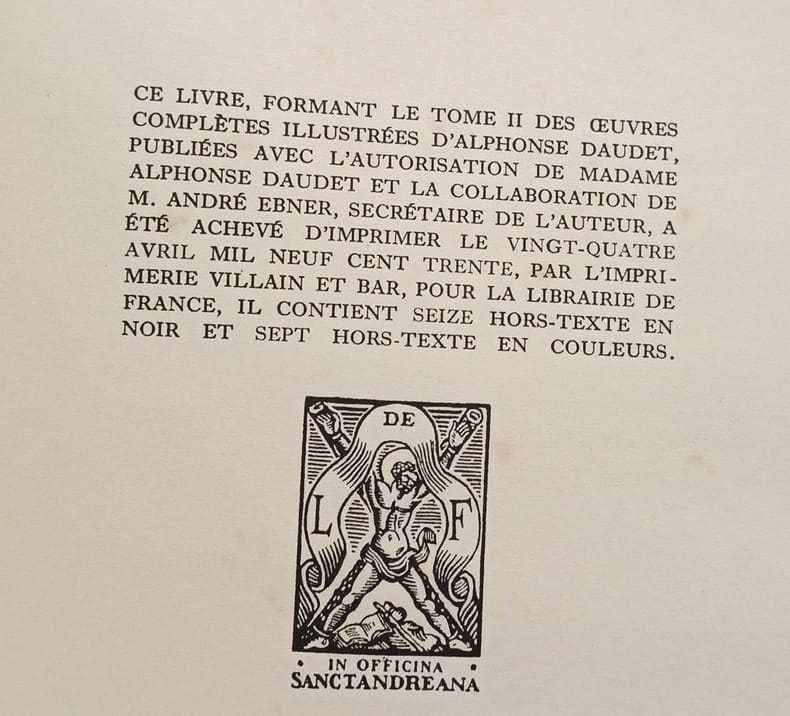 CE LIVRE, FORMANT LE TOME II DES ŒUVRES
COMPLÈTES ILLUSTRÉES D'ALPHONSE DAUDET,
PUBLIÉES AVEC L'AUTORISATION DE MADAME
ALPHONSE DAUDET ET LA COLLABORATION DE
M. ANDRÉ EBNER, SECRÉTAIRE DE L'AUTEUR, A
ÉTÉ ACHEVÉ D'IMPRIMER LE VINGT-QUATRE
AVRIL MIL NEUF CENT TRENTE, PAR L'IMPRI-
MERIE VILLAIN ET BAR, POUR LA LIBRAIRIE DE
FRANCE, IL CONTIENT SEIZE HORS-TEXTE EN
NOIR ET SEPT HORS-TEXTE EN COULEURS.
DE
L F
• IN OFFICINA •
SANCTANDREANA